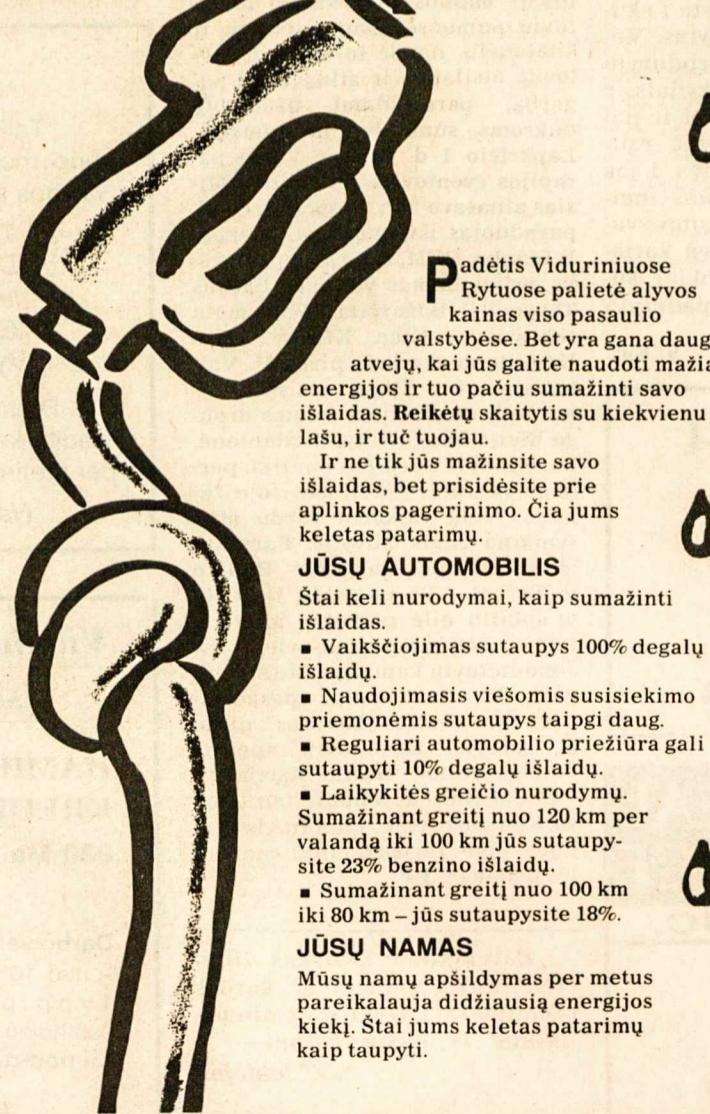 Padėtis Viduriniuose
Rytuose palietė alyvos
kainas viso pasaulio
valstybėse. Bet yra gana daug
atvejų, kai jūs galite naudoti
energijos ir tuo pačiu sumažinti savo
išlaidas. Reikėtų skaitytis su kiekvienu
lašu, ir tuč tuojau.
Ir ne tik jūs mažinsite savo
išlaidas, bet prisidėsite prie
aplinkos pagerinimo. Čia jums
keletas patarimų.
JŪSŲ ÁUTOMOBILIS
Štai keli nurodymai, kaip sumažinti
išlaidas.
▪ Vaikščiojimas sutaupys 100% degalų
išlaidų.
▪ Naudojimasis viešomis susisiekimo
priemonėmis sutaupys taipgi daug.
▪ Reguliari automobilio priežiūra gali
sutaupyti 10% degalų išlaidų.
▪ Laikykitės greičio nurodymų.
Sumažinant greitį nuo 120 km per
valandą iki 100 km jūs sutaupy-
site 23% benzino išlaidų.
▪ Sumažinant greitį nuo 100 km
iki 80 km – jūs sutaupysite 18%.
JŪSŲ NAMAS
Mūsų namų apšildymas per metus
pareikalauja didžiausią energijos
kiekį. Štai jums keletas patarimų
kaip taupyti.